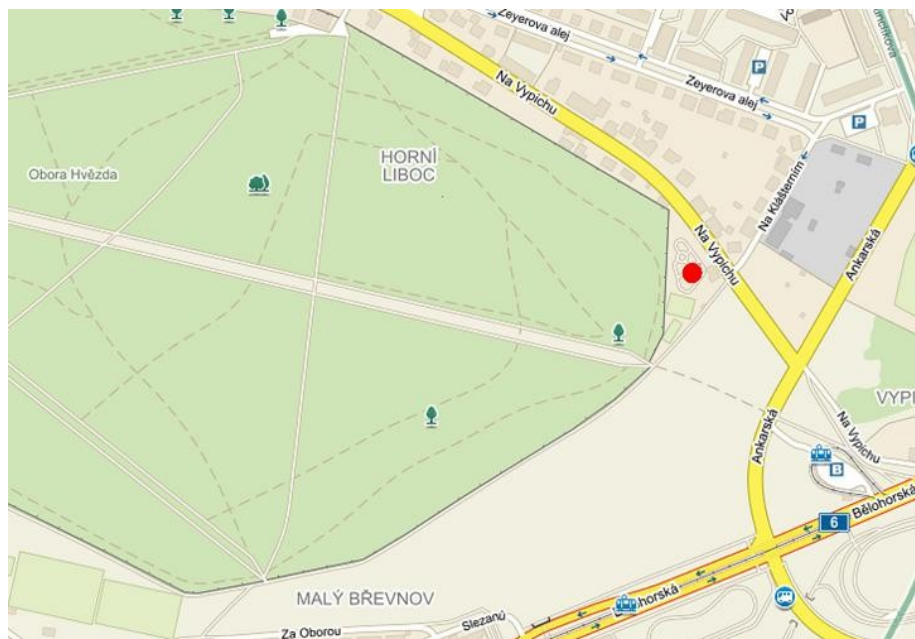 Zeyerova alej
Na Vypichu
Zeyerova alej
P
P
HORNÍ
LIBOC
Obora Hvězda
Na Klášterním
Na Vypichu
Ankarská
VYP
Na Vypichu
Ankarská
B
Bělohorská
6
MALÝ BŘEVNOV
Bělohorská
Slezanů
Za Oborou